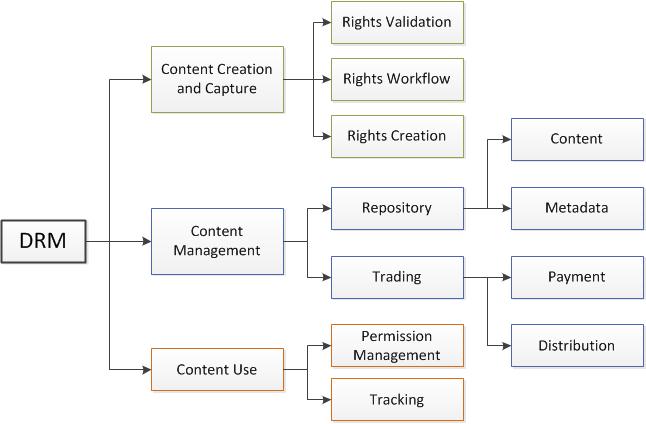 DRM
Content Creation
and Capture
Rights Validation
Rights Workflow
Rights Creation
Content
Management
Repository
Content
Metadata
Trading
Payment
Distribution
Content Use
Permission
Management
Tracking